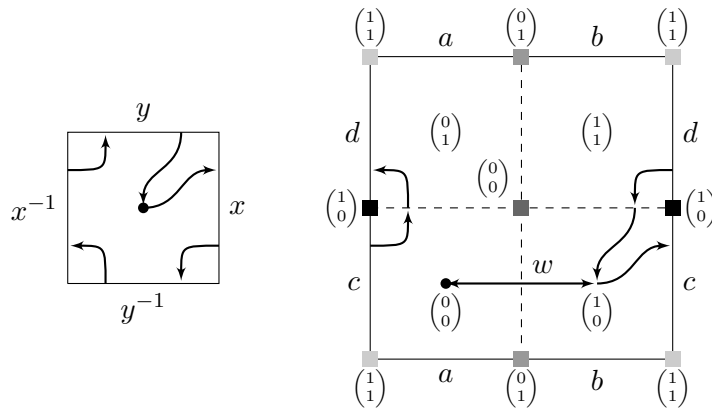 y
x⁻¹
x
y⁻¹
(1 1) (0 1) (1 1)
a b
d (0 1) (1 1) d
(0 0)
(1 0) (1 0)
c w c
(0 0) (1 0)
a b
(1 1) (0 1) (1 1)